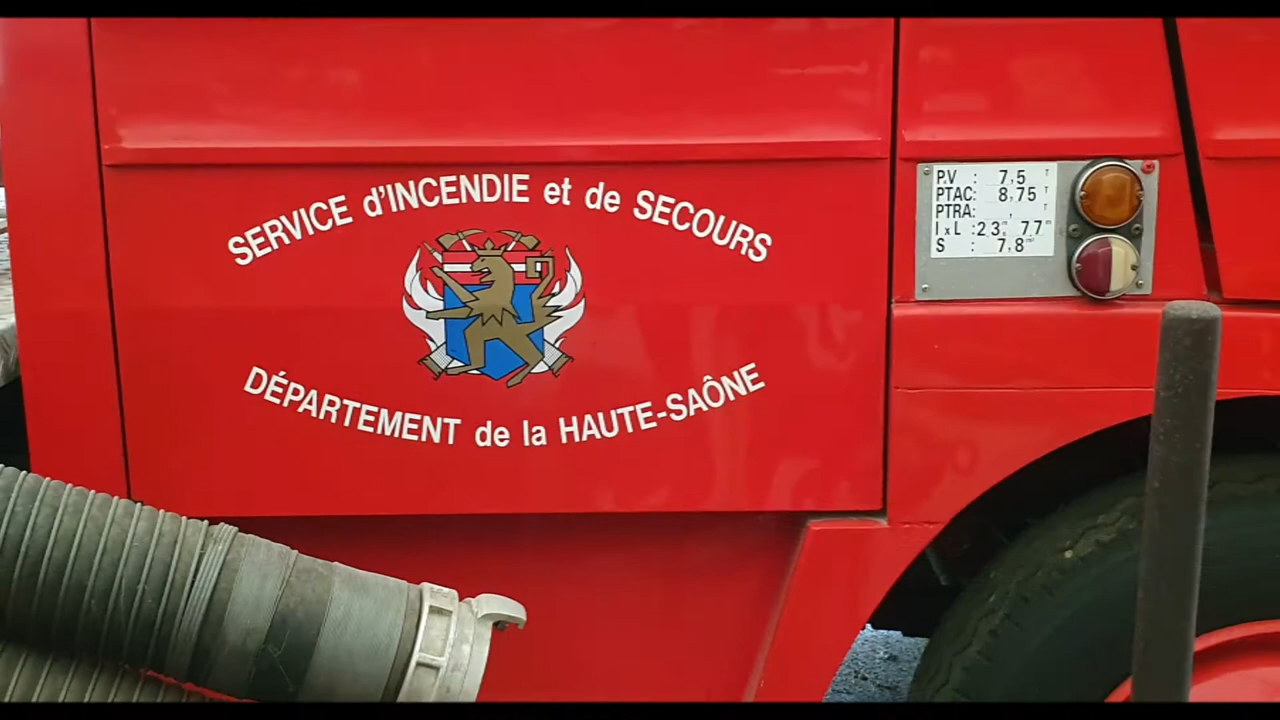 SERVICE d'INCENDIE et de SECOURS
DÉPARTEMENT de la HAUTE-SAÔNE
P.V : 7,5 T
PTAC: 8,75 T
PTRA: , T
I x L : 2 3, 7 7 m
S : 7,8 m²